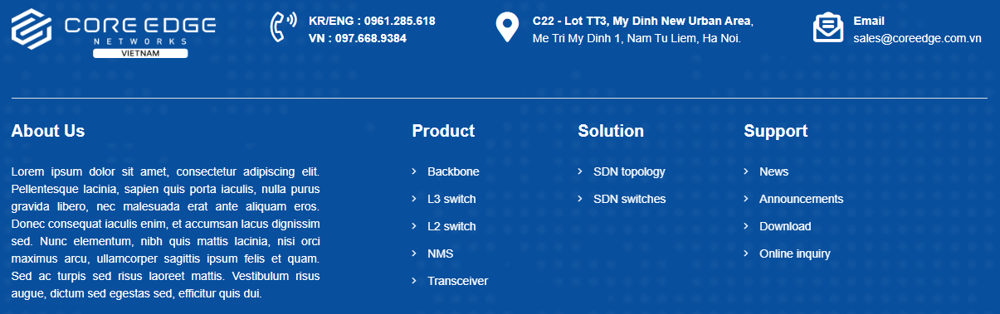 CORE EDGE
NETWORKS
VIETNAM
KR/ENG : 0961.285.618
VN : 097.668.9384
C22 - Lot TT3, My Dinh New Urban Area,
Me Tri My Dinh 1, Nam Tu Liem, Ha Noi.
Email
sales@coreedge.com.vn
About Us
Lorem ipsum dolor sit amet, consectetur adipiscing elit.
Pellentesque lacinia, sapien quis porta iaculis, nulla purus
gravida libero, nec malesuada erat ante aliquam eros.
Donec consequat iaculis enim, et accumsan lacus dignissim
sed. Nunc elementum, nibh quis mattis lacinia, nisi orci
maximus arcu, ullamcorper sagittis ipsum felis et quam.
Sed ac turpis sed risus laoreet mattis. Vestibulum risus
augue, dictum sed egestas sed, efficitur quis dui.
Product
Backbone
L3 switch
L2 switch
NMS
Transceiver
Solution
SDN topology
SDN switches
Support
News
Announcements
Download
Online inquiry